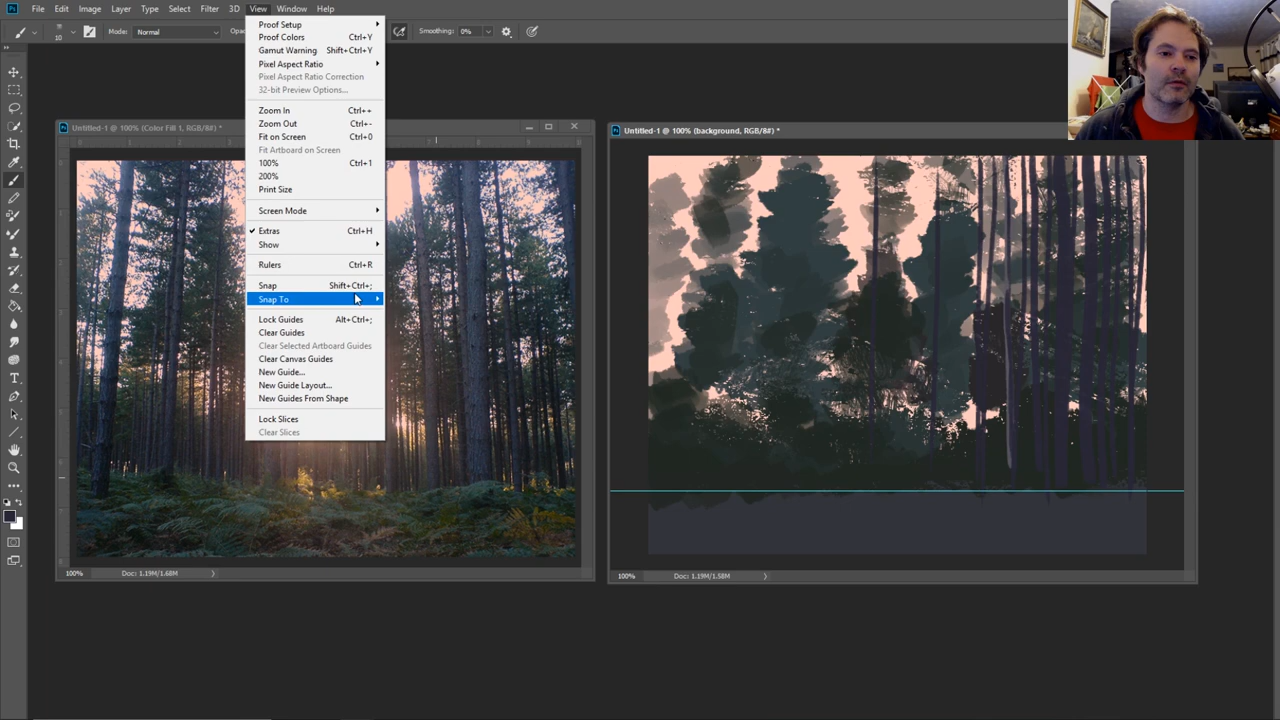 Ps File Edit Image Layer Type Select Filter 3D View Window Help
10 Mode: Normal Opac Smoothing: 0%
Proof Setup
Proof Colors Ctrl+Y
Gamut Warning Shift+Ctrl+Y
Pixel Aspect Ratio
Pixel Aspect Ratio Correction
32-bit Preview Options...
Zoom In Ctrl++
Zoom Out Ctrl+-
Fit on Screen Ctrl+0
Fit Artboard on Screen
100% Ctrl+1
200%
Print Size
Screen Mode
Extras Ctrl+H
Show
Rulers Ctrl+R
Snap Shift+Ctrl+;
Snap To
Lock Guides Alt+Ctrl+;
Clear Guides
Clear Selected Artboard Guides
Clear Canvas Guides
New Guide...
New Guide Layout...
New Guides From Shape
Lock Slices
Clear Slices
Untitled-1 @ 100% (Color Fill 1, RGB/8#) *
100% Doc: 1.19M/1.68M
Untitled-1 @ 100% (background, RGB/8#) *
100% Doc: 1.19M/1.58M